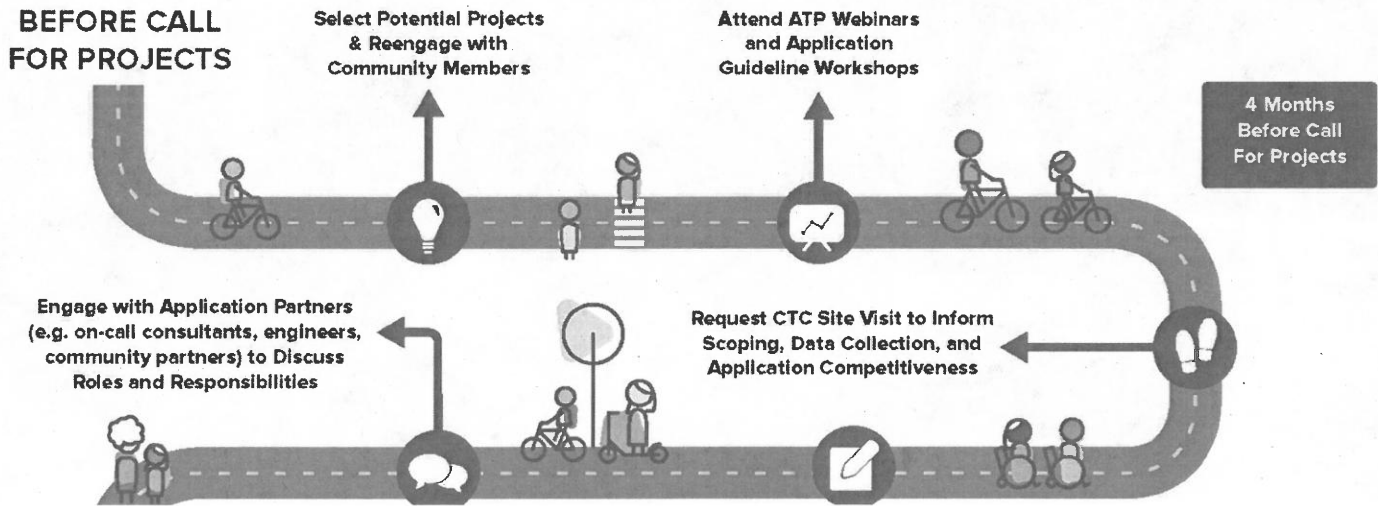 BEFORE CALL
FOR PROJECTS
Select Potential Projects
& Reengage with
Community Members
Attend ATP Webinars
and Application
Guideline Workshops
4 Months
Before Call
For Projects
Request CTC Site Visit to Inform
Scoping, Data Collection, and
Application Competitiveness
Engage with Application Partners
(e.g. on-call consultants, engineers,
community partners) to Discuss
Roles and Responsibilities